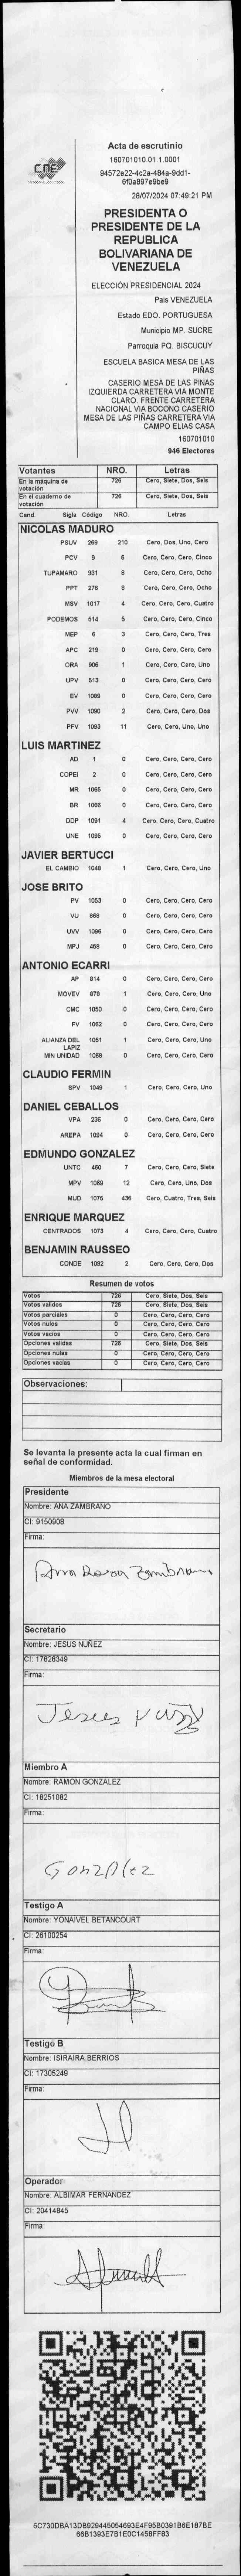 CNE
Acta de escrutinio
160701010.01.1.0001
94572e22-4c2a-484a-9dd1-
6f0a897e9be9
28/07/2024 07:49:21 PM
PRESIDENTA O
PRESIDENTE DE LA
REPUBLICA
BOLIVARIANA DE
VENEZUELA
ELECCIÓN PRESIDENCIAL 2024
País VENEZUELA
Estado EDO. PORTUGUESA
Municipio MP. SUCRE
Parroquia PQ. BISCUCUY
ESCUELA BASICA MESA DE LAS
PIÑAS
CASERIO MESA DE LAS PINAS
IZQUIERDA CARRETERA VIA MONTE
CLARO. FRENTE CARRETERA
NACIONAL VIA BOCONO CASERIO
MESA DE LAS PIÑAS CARRETERA VIA
CAMPO ELIAS CASA
160701010
946 Electores
Votantes NRO. Letras
En la máquina de votación 726 Cero, Siete, Dos, Seis
En el cuaderno de votación 726 Cero, Siete, Dos, Seis
Cand. Sigla Código NRO. Letras
NICOLAS MADURO
PSUV 269 210 Cero, Dos, Uno, Cero
PCV 9 5 Cero, Cero, Cero, Cinco
TUPAMARO 931 8 Cero, Cero, Cero, Ocho
PPT 276 8 Cero, Cero, Cero, Ocho
MSV 1017 4 Cero, Cero, Cero, Cuatro
PODEMOS 514 5 Cero, Cero, Cero, Cinco
MEP 6 3 Cero, Cero, Cero, Tres
APC 219 0 Cero, Cero, Cero, Cero
ORA 906 1 Cero, Cero, Cero, Uno
UPV 513 0 Cero, Cero, Cero, Cero
EV 1089 0 Cero, Cero, Cero, Cero
PVV 1090 2 Cero, Cero, Cero, Dos
PFV 1093 11 Cero, Cero, Uno, Uno
LUIS MARTINEZ
AD 1 0 Cero, Cero, Cero, Cero
COPEI 2 0 Cero, Cero, Cero, Cero
MR 1065 0 Cero, Cero, Cero, Cero
BR 1066 0 Cero, Cero, Cero, Cero
DDP 1091 4 Cero, Cero, Cero, Cuatro
UNE 1095 0 Cero, Cero, Cero, Cero
JAVIER BERTUCCI
EL CAMBIO 1048 1 Cero, Cero, Cero, Uno
JOSE BRITO
PV 1053 0 Cero, Cero, Cero, Cero
VU 868 0 Cero, Cero, Cero, Cero
UVV 1096 0 Cero, Cero, Cero, Cero
MPJ 458 0 Cero, Cero, Cero, Cero
ANTONIO ECARRI
AP 814 0 Cero, Cero, Cero, Cero
MOVEV 878 1 Cero, Cero, Cero, Uno
CMC 1050 0 Cero, Cero, Cero, Cero
FV 1062 0 Cero, Cero, Cero, Cero
ALIANZA DEL LAPIZ 1061 1 Cero, Cero, Cero, Uno
MIN UNIDAD 1069 0 Cero, Cero, Cero, Cero
CLAUDIO FERMIN
SPV 1049 1 Cero, Cero, Cero, Uno
DANIEL CEBALLOS
VPA 236 0 Cero, Cero, Cero, Cero
AREPA 1094 0 Cero, Cero, Cero, Cero
EDMUNDO GONZALEZ
UNTC 460 7 Cero, Cero, Cero, Siete
MPV 1069 12 Cero, Cero, Uno, Dos
MUD 1075 436 Cero, Cuatro, Tres, Seis
ENRIQUE MARQUEZ
CENTRADOS 1073 4 Cero, Cero, Cero, Cuatro
BENJAMIN RAUSSEO
CONDE 1092 2 Cero, Cero, Cero, Dos
Resumen de votos
Votos 726 Cero, Siete, Dos, Seis
Votos validos 726 Cero, Siete, Dos, Seis
Votos parciales 0 Cero, Cero, Cero, Cero
Votos nulos 0 Cero, Cero, Cero, Cero
Votos vacíos 0 Cero, Cero, Cero, Cero
Opciones validas 726 Cero, Siete, Dos, Seis
Opciones nulas 0 Cero, Cero, Cero, Cero
Opciones vacias 0 Cero, Cero, Cero, Cero
Observaciones:
Se levanta la presente acta la cual firman en
señal de conformidad.
Miembros de la mesa electoral
Presidente
Nombre: ANA ZAMBRANO
CI: 9150908
Firma:
Ana Rosa Zambrano
Secretario
Nombre: JESUS NUÑEZ
CI: 17828349
Firma:
Jesus Nuñez
Miembro A
Nombre: RAMON GONZALEZ
CI: 18251082
Firma:
Gonzalez
Testigo A
Nombre: YONAIVEL BETANCOURT
CI: 26100254
Firma:
Testigo B
Nombre: ISIRAIRA BERRIOS
CI: 17305249
Firma:
Operador
Nombre: ALBIMAR FERNANDEZ
CI: 20414845
Firma:
6C730DBA13DB929445054693E4F95B0391B6E187BE
66B1393E7B1E0C1458FF83